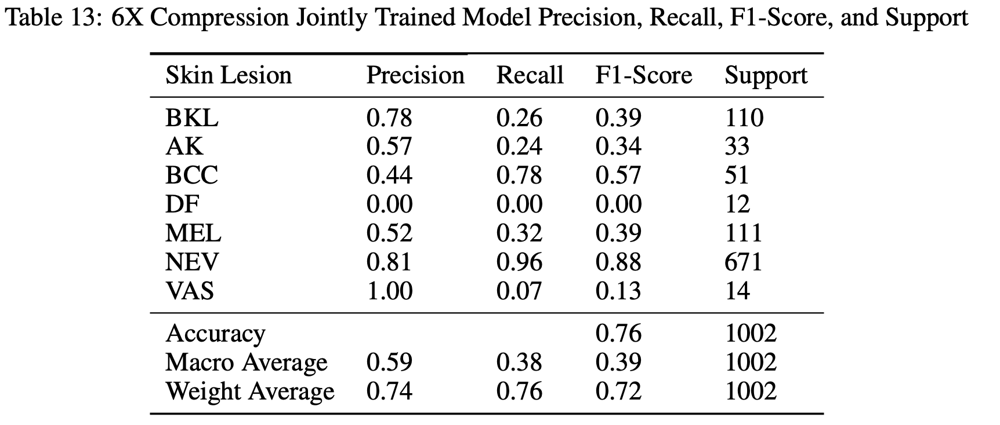 Table 13: 6X Compression Jointly Trained Model Precision, Recall, F1-Score, and Support
Skin Lesion Precision Recall F1-Score Support
BKL 0.78 0.26 0.39 110
AK 0.57 0.24 0.34 33
BCC 0.44 0.78 0.57 51
DF 0.00 0.00 0.00 12
MEL 0.52 0.32 0.39 111
NEV 0.81 0.96 0.88 671
VAS 1.00 0.07 0.13 14
Accuracy 0.76 1002
Macro Average 0.59 0.38 0.39 1002
Weight Average 0.74 0.76 0.72 1002